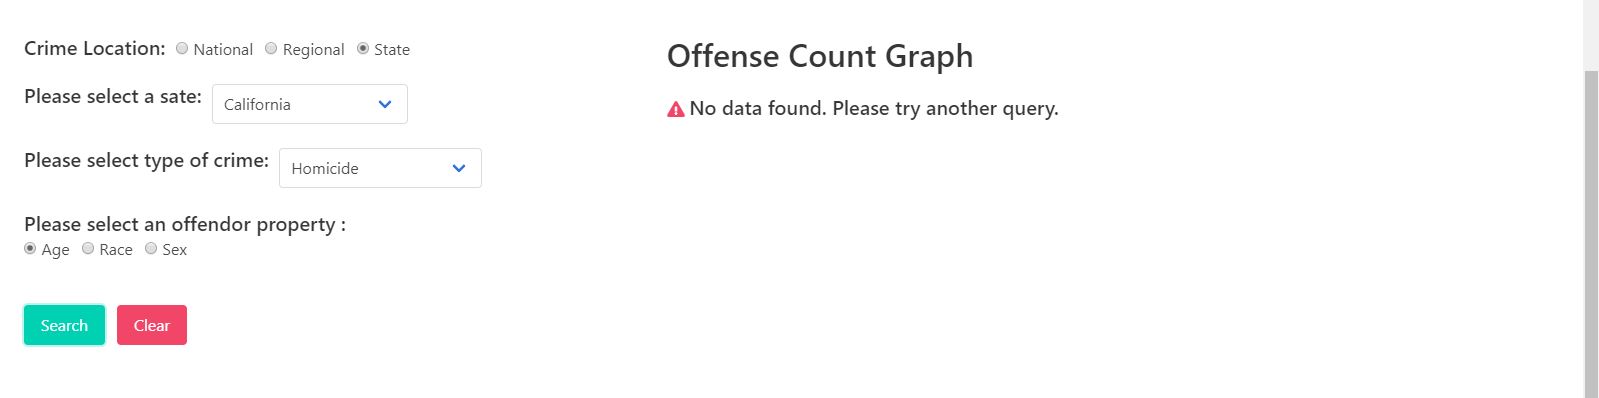 Crime Location: National Regional State
Please select a sate: California
Please select type of crime: Homicide
Please select an offendor property :
Age Race Sex
Search Clear
Offense Count Graph
No data found. Please try another query.